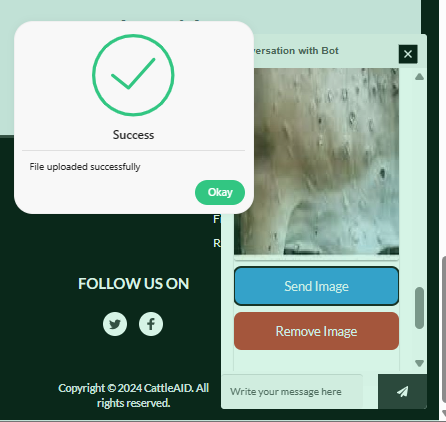 versation with Bot
Success
File uploaded successfully
Okay
F
R
Send Image
Remove Image
FOLLOW US ON
Copyright © 2024 CattleAID. All
rights reserved.
Write your message here